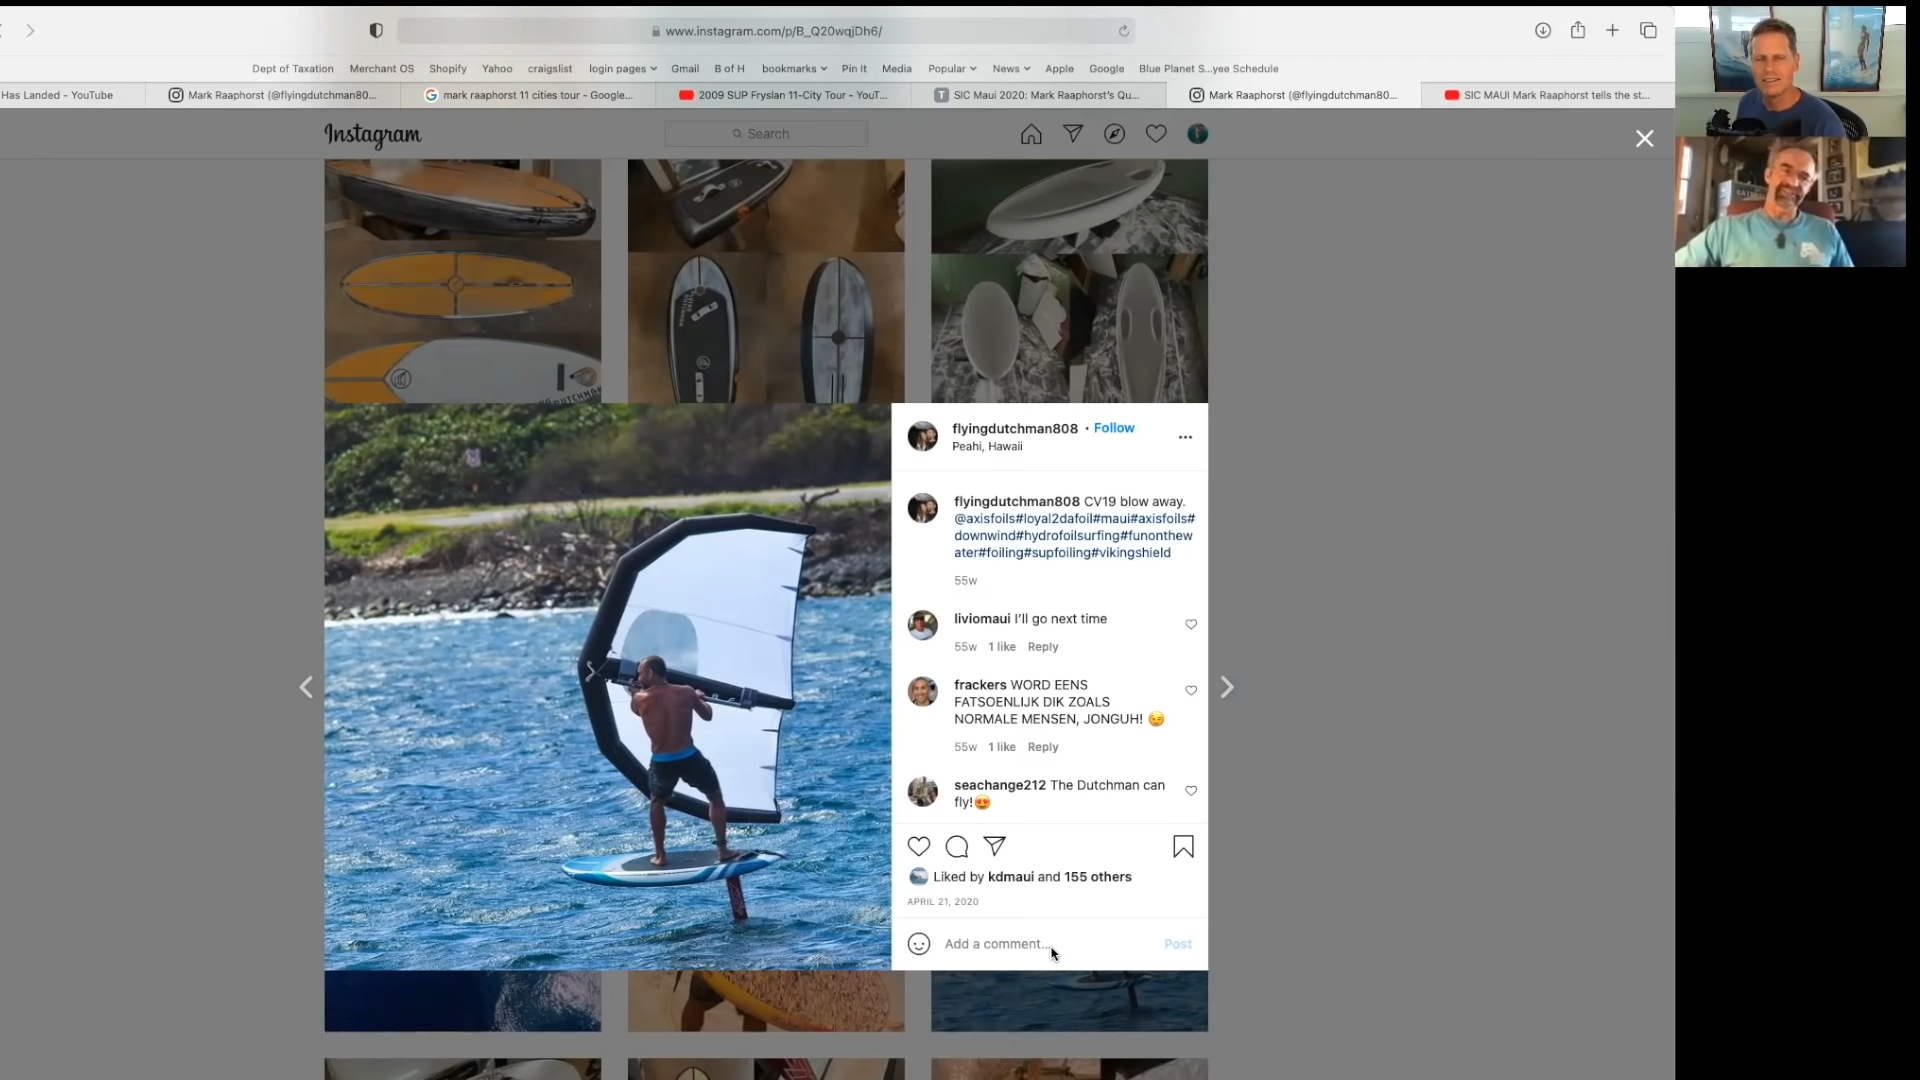 www.instagram.com/p/B_Q20wqjDh6/
Dept of Taxation Merchant OS Shopify Yahoo craigslist login pages Gmail B of H bookmarks Pin It Media Popular News Apple Google Blue Planet S...yee Schedule
Has Landed - YouTube Mark Raaphorst (@flyingdutchman80... mark raaphorst 11 cities tour - Google... 2009 SUP Fryslan 11-City Tour - YouT... SIC Maui 2020: Mark Raaphorst's Qu... Mark Raaphorst (@flyingdutchman80... SIC MAUI Mark Raaphorst tells the st...
Instagram
Search
flyingdutchman808 • Follow
Peahi, Hawaii
flyingdutchman808 CV19 blow away.
@axisfoils#loyal2dafoil#maui#axisfoils#
downwind#hydrofoilsurfing#funonthew
ater#foiling#supfoiling#vikingshield
55w
liviomaui I'll go next time
55w 1 like Reply
frackers WORD EENS
FATSOENLIJK DIK ZOALS
NORMALE MENSEN, JONGUH! 😉
55w 1 like Reply
seachange212 The Dutchman can
fly!😍
Liked by kdmaui and 155 others
APRIL 21, 2020
Add a comment...
Post